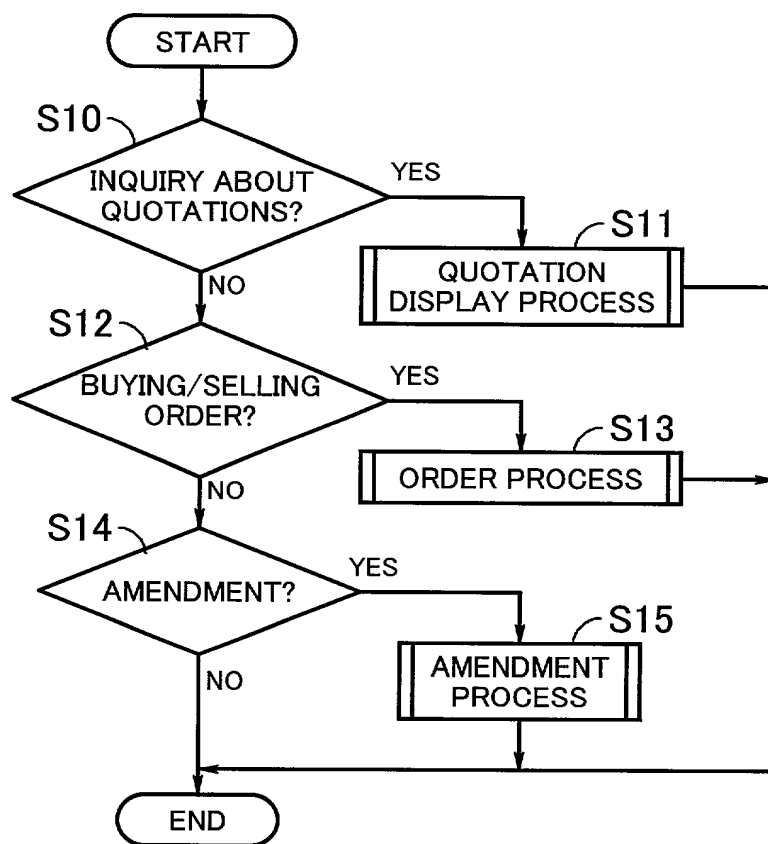 START
S10
INQUIRY ABOUT
QUOTATIONS?
YES
S11
QUOTATION
DISPLAY PROCESS
NO
S12
BUYING/SELLING
ORDER?
YES
S13
ORDER PROCESS
NO
S14
AMENDMENT?
YES
S15
AMENDMENT
PROCESS
NO
END